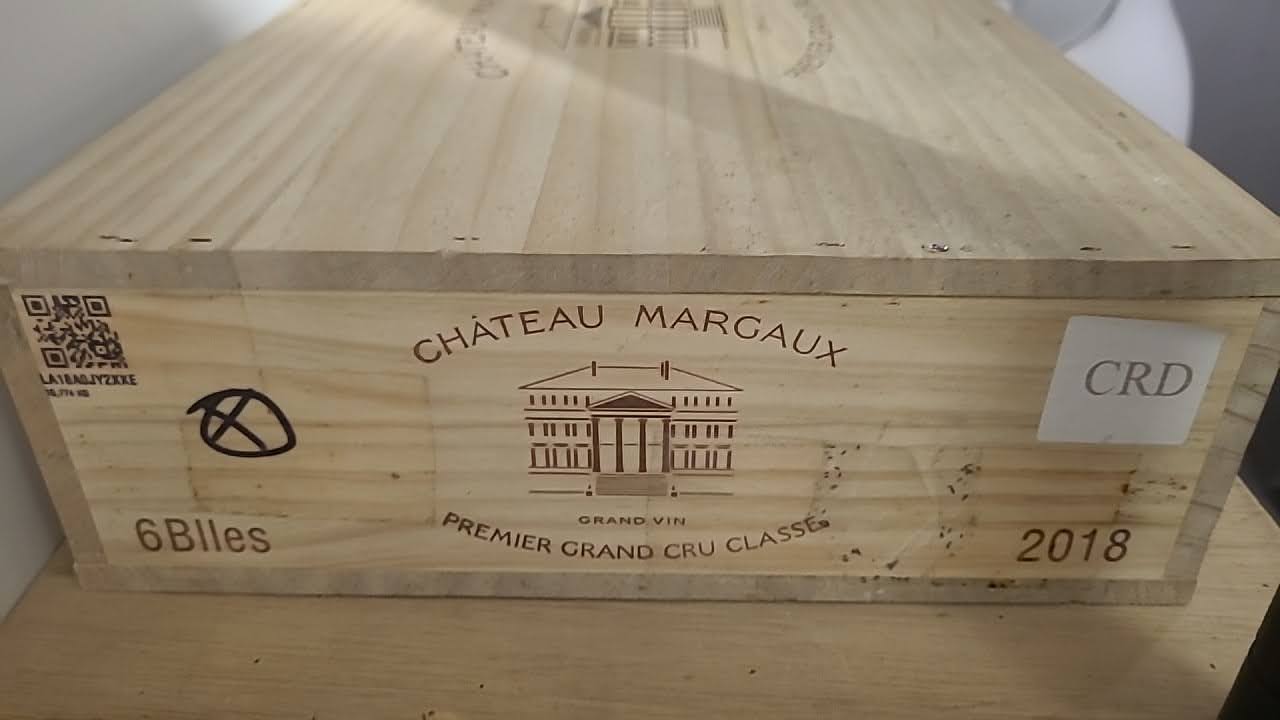 CHÂTEAU MARGAUX
CRD
GRAND VIN
PREMIER GRAND CRU CLASSÉ
6Blles
2018